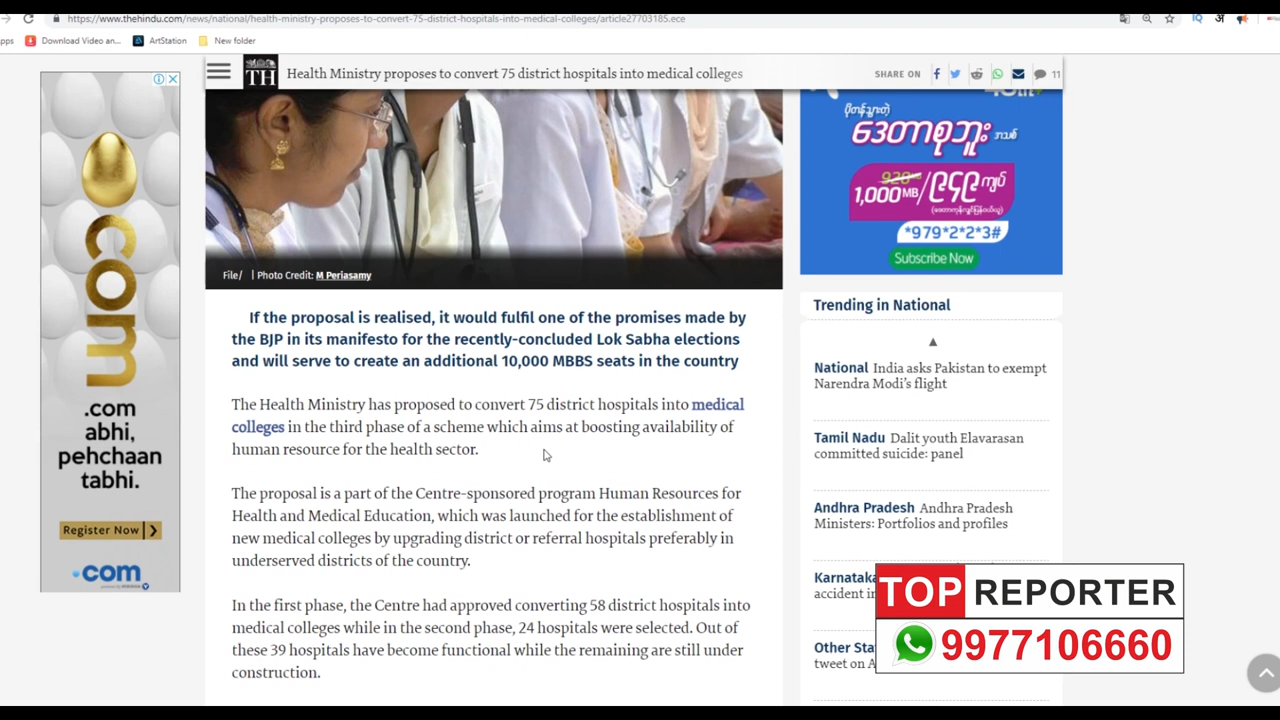 https://www.thehindu.com/news/national/health-ministry-proposes-to-convert-75-district-hospitals-into-medical-colleges/article27703185.ece
Download Video an...
ArtStation
New folder
TH
Health Ministry proposes to convert 75 district hospitals into medical colleges
SHARE ON
11
File/ | Photo Credit: M Periasamy
If the proposal is realised, it would fulfil one of the promises made by
the BJP in its manifesto for the recently-concluded Lok Sabha elections
and will serve to create an additional 10,000 MBBS seats in the country
The Health Ministry has proposed to convert 75 district hospitals into medical
colleges in the third phase of a scheme which aims at boosting availability of
human resource for the health sector.
The proposal is a part of the Centre-sponsored program Human Resources for
Health and Medical Education, which was launched for the establishment of
new medical colleges by upgrading district or referral hospitals preferably in
underserved districts of the country.
In the first phase, the Centre had approved converting 58 district hospitals into
medical colleges while in the second phase, 24 hospitals were selected. Out of
these 39 hospitals have become functional while the remaining are still under
construction.
com
.com
abhi,
pehchaan
tabhi.
Register Now
.com
ဒေတာစုဘူး
1,000MB/
ကျပ်
*979*2*2*3#
Subscribe Now
Trending in National
National India asks Pakistan to exempt
Narendra Modi's flight
Tamil Nadu Dalit youth Elavarasan
committed suicide: panel
Andhra Pradesh Andhra Pradesh
Ministers: Portfolios and profiles
Karnataka
accident i
Other Sta
tweet on A
TOP REPORTER
9977106660